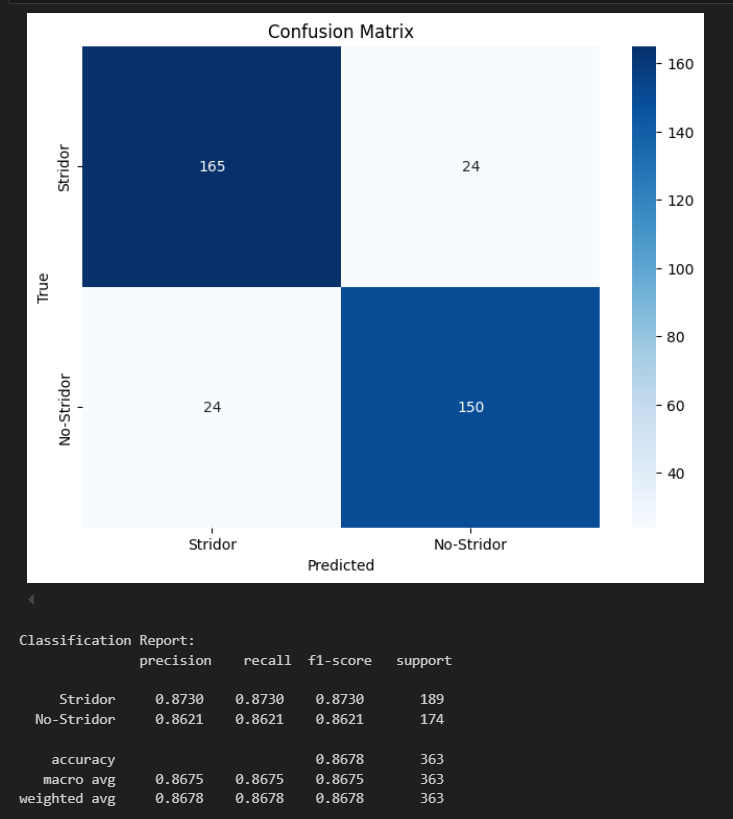 Confusion Matrix
160
Stridor
165
24
140
120
True
100
80
No-Stridor
24
150
60
40
Stridor
No-Stridor
Predicted
Classification Report:
precision recall f1-score support
Stridor 0.8730 0.8730 0.8730 189
No-Stridor 0.8621 0.8621 0.8621 174
accuracy 0.8678 363
macro avg 0.8675 0.8675 0.8675 363
weighted avg 0.8678 0.8678 0.8678 363